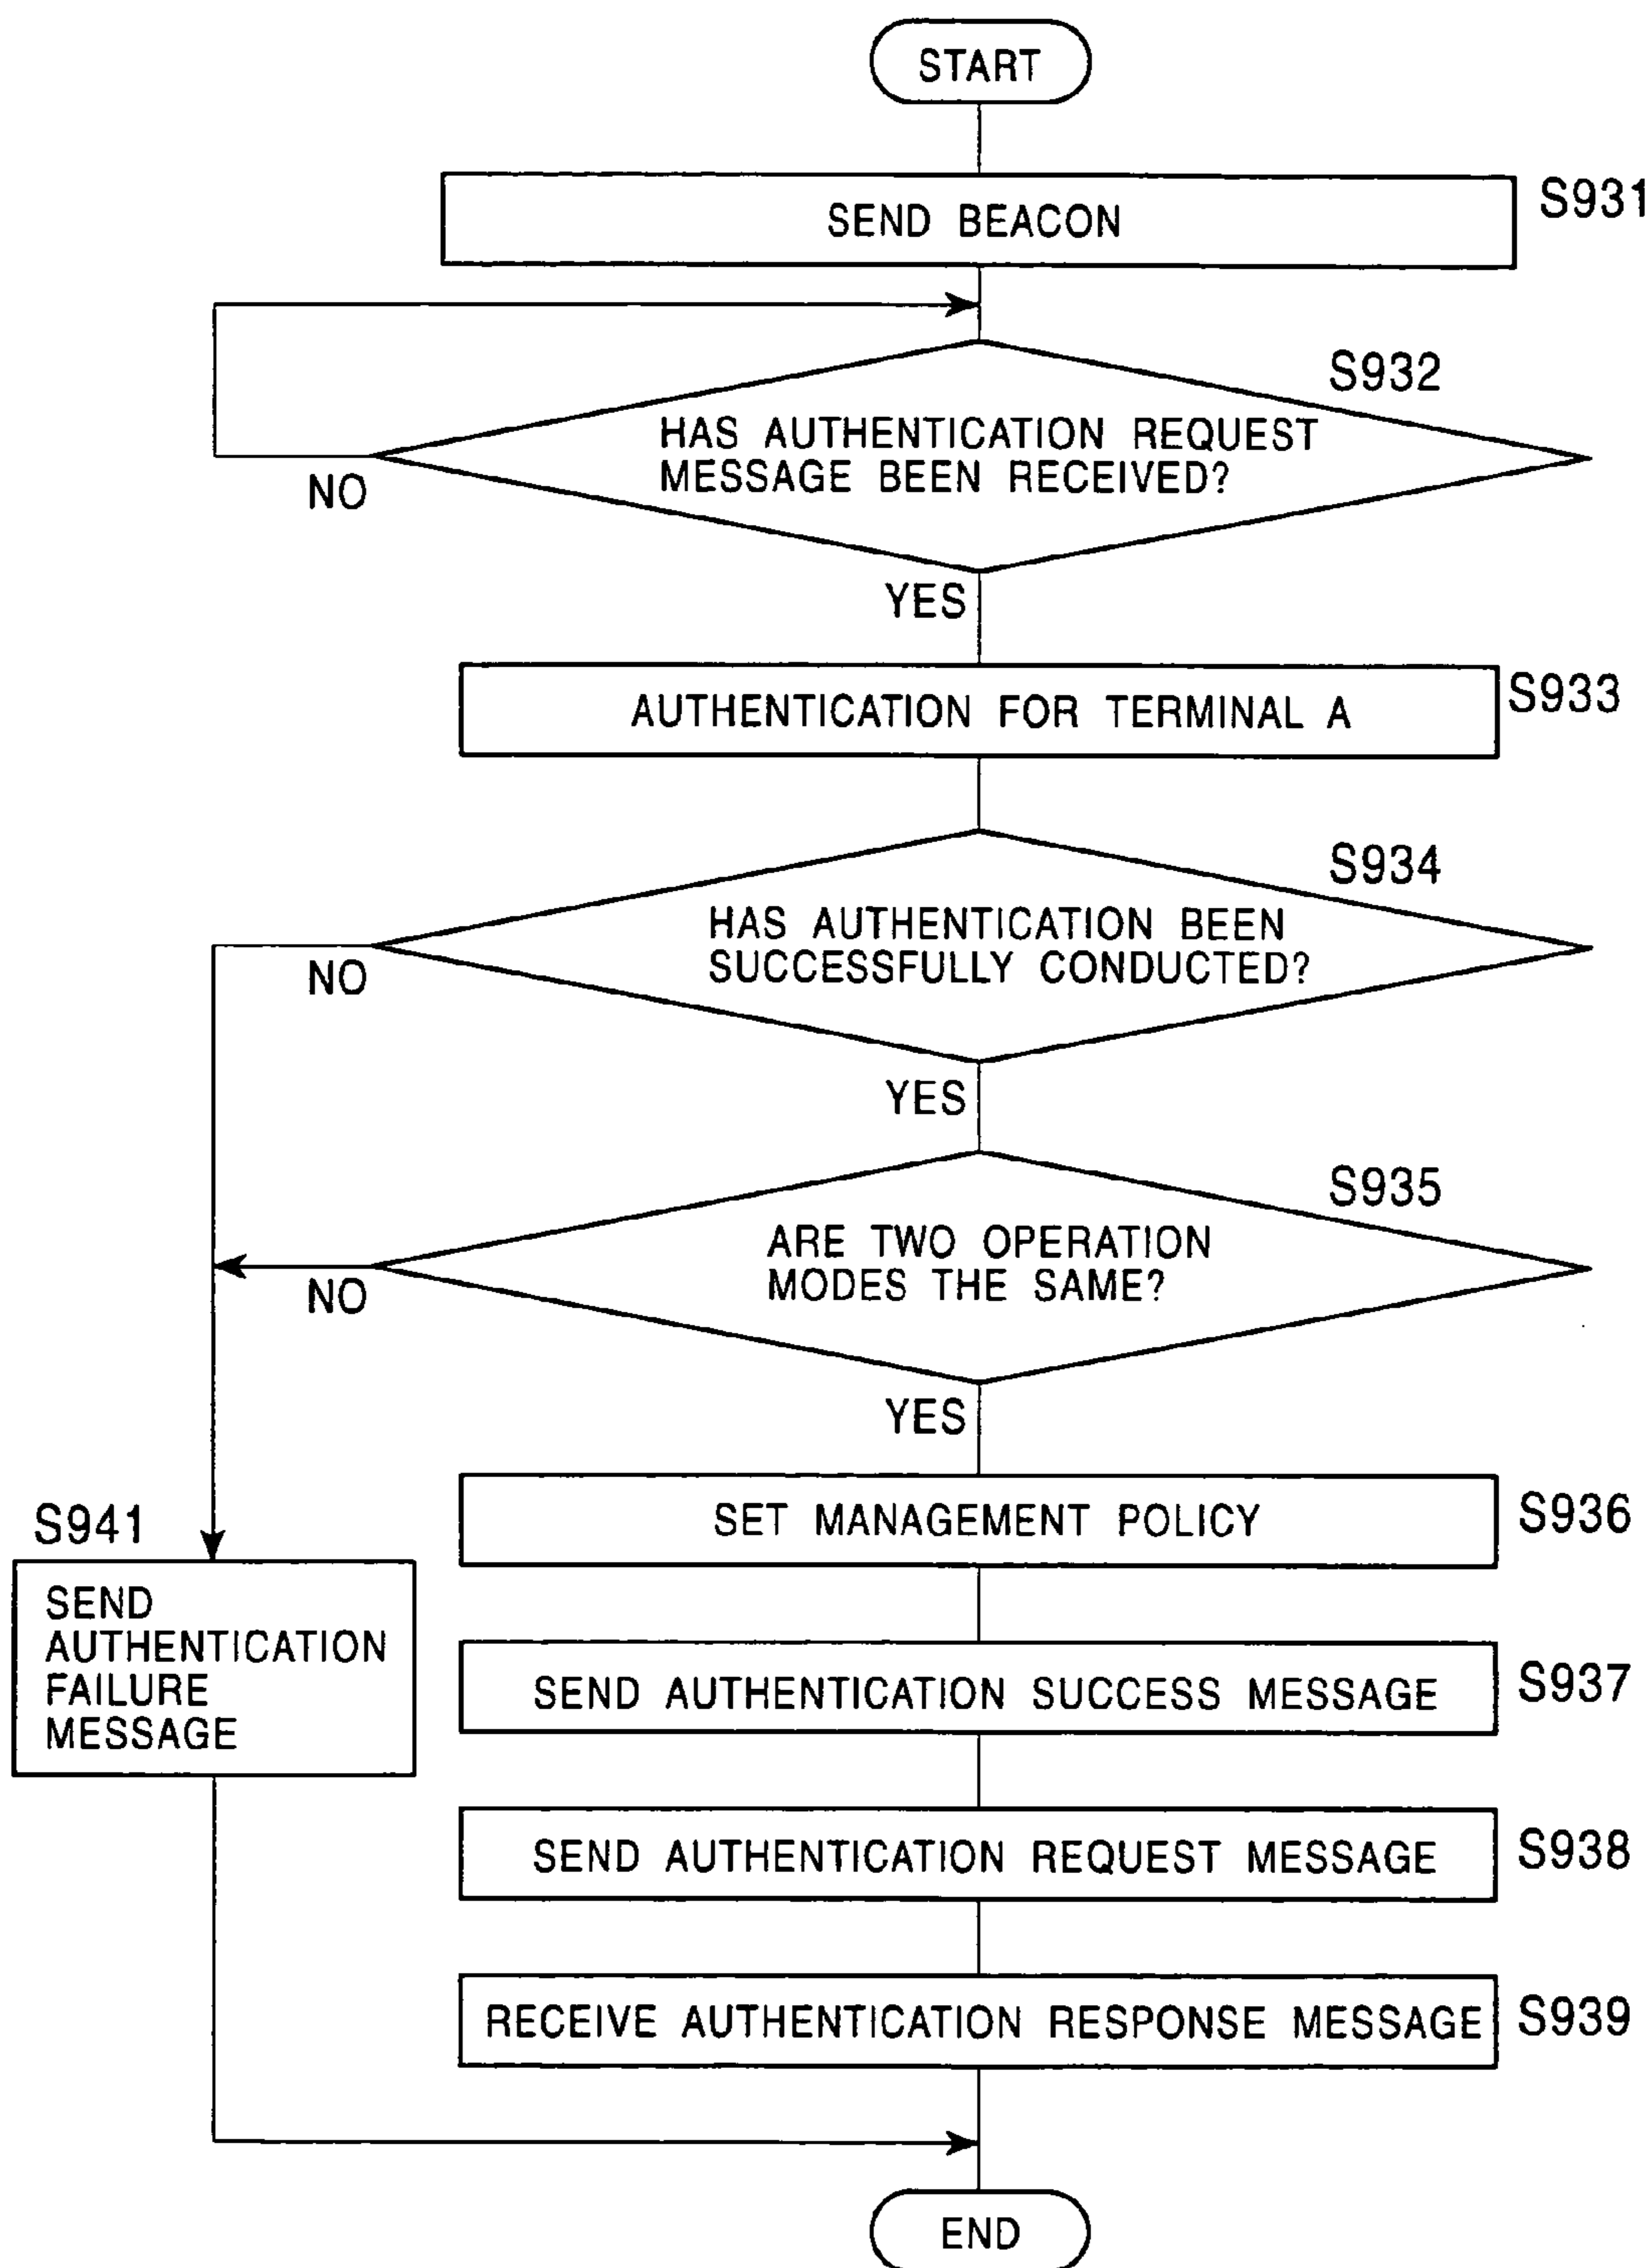 START
SEND BEACON
S931
S932
HAS AUTHENTICATION REQUEST
MESSAGE BEEN RECEIVED?
NO
YES
AUTHENTICATION FOR TERMINAL A
S933
S934
HAS AUTHENTICATION BEEN
SUCCESSFULLY CONDUCTED?
NO
YES
S935
ARE TWO OPERATION
MODES THE SAME?
NO
YES
SET MANAGEMENT POLICY
S936
S941
SEND
AUTHENTICATION
FAILURE
MESSAGE
SEND AUTHENTICATION SUCCESS MESSAGE
S937
SEND AUTHENTICATION REQUEST MESSAGE
S938
RECEIVE AUTHENTICATION RESPONSE MESSAGE
S939
END